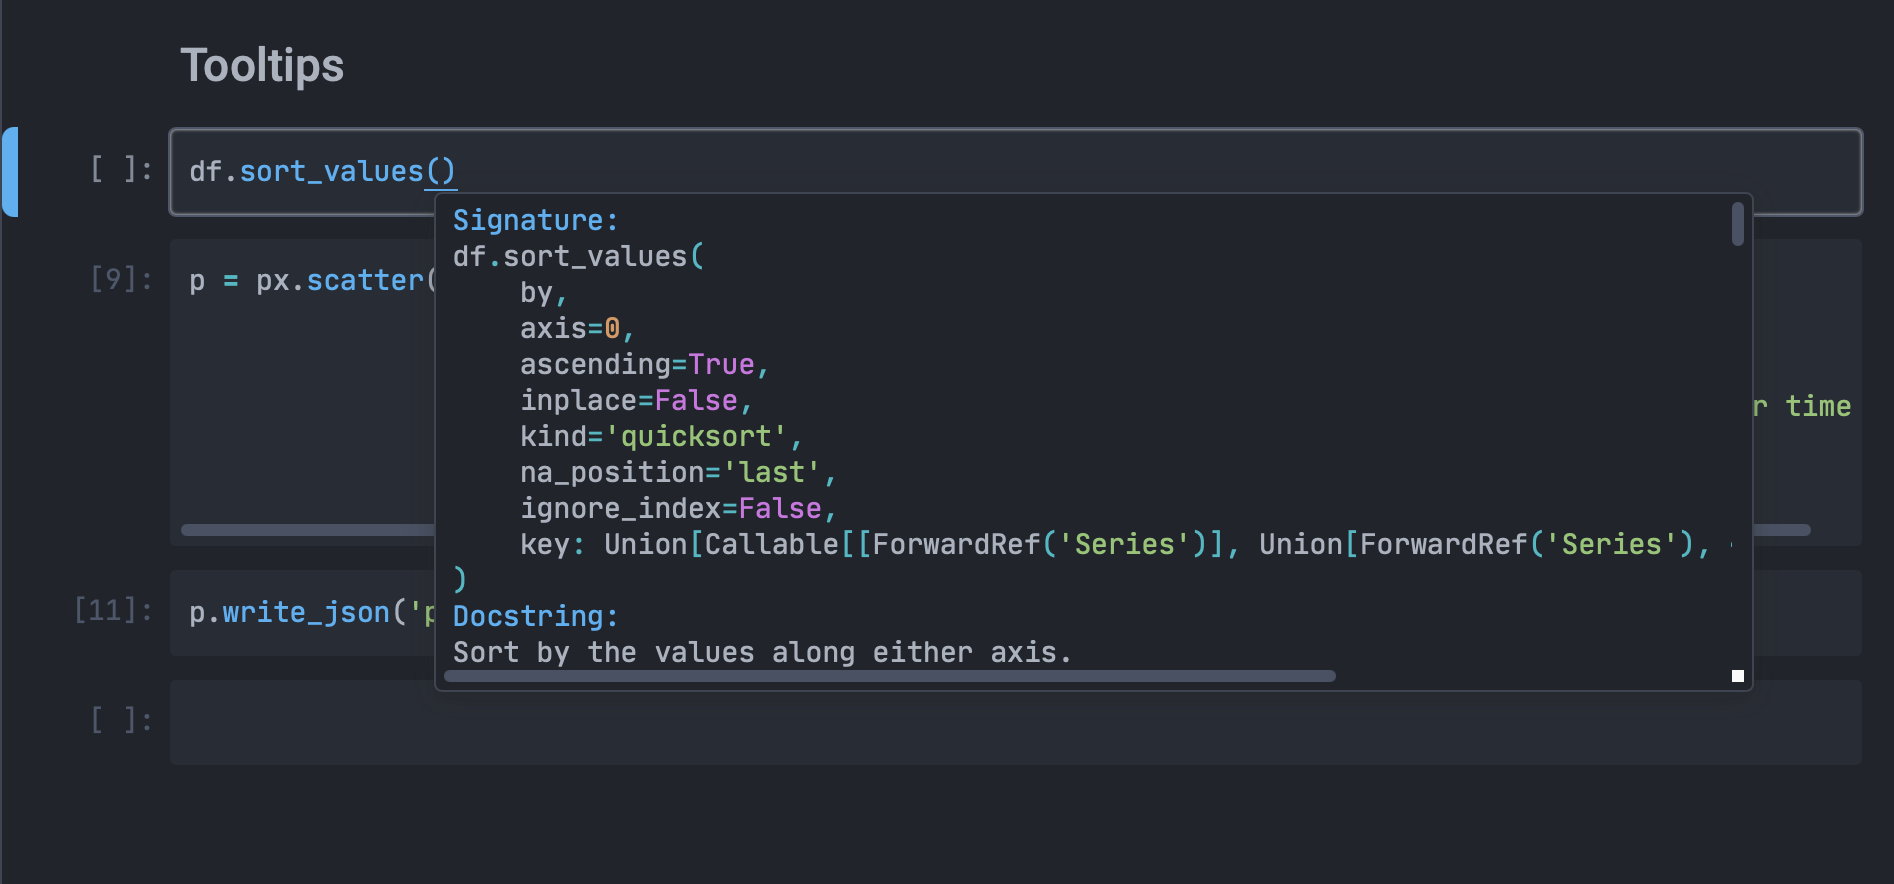 Tooltips
[ ]: df.sort_values()
Signature:
df.sort_values(
    by,
    axis=0,
    ascending=True,
    inplace=False,
    kind='quicksort',
    na_position='last',
    ignore_index=False,
    key: Union[Callable[[ForwardRef('Series')], Union[ForwardRef('Series'),
)
Docstring:
Sort by the values along either axis.
[9]: p = px.scatter(
r time
[11]: p.write_json('p
[ ]: